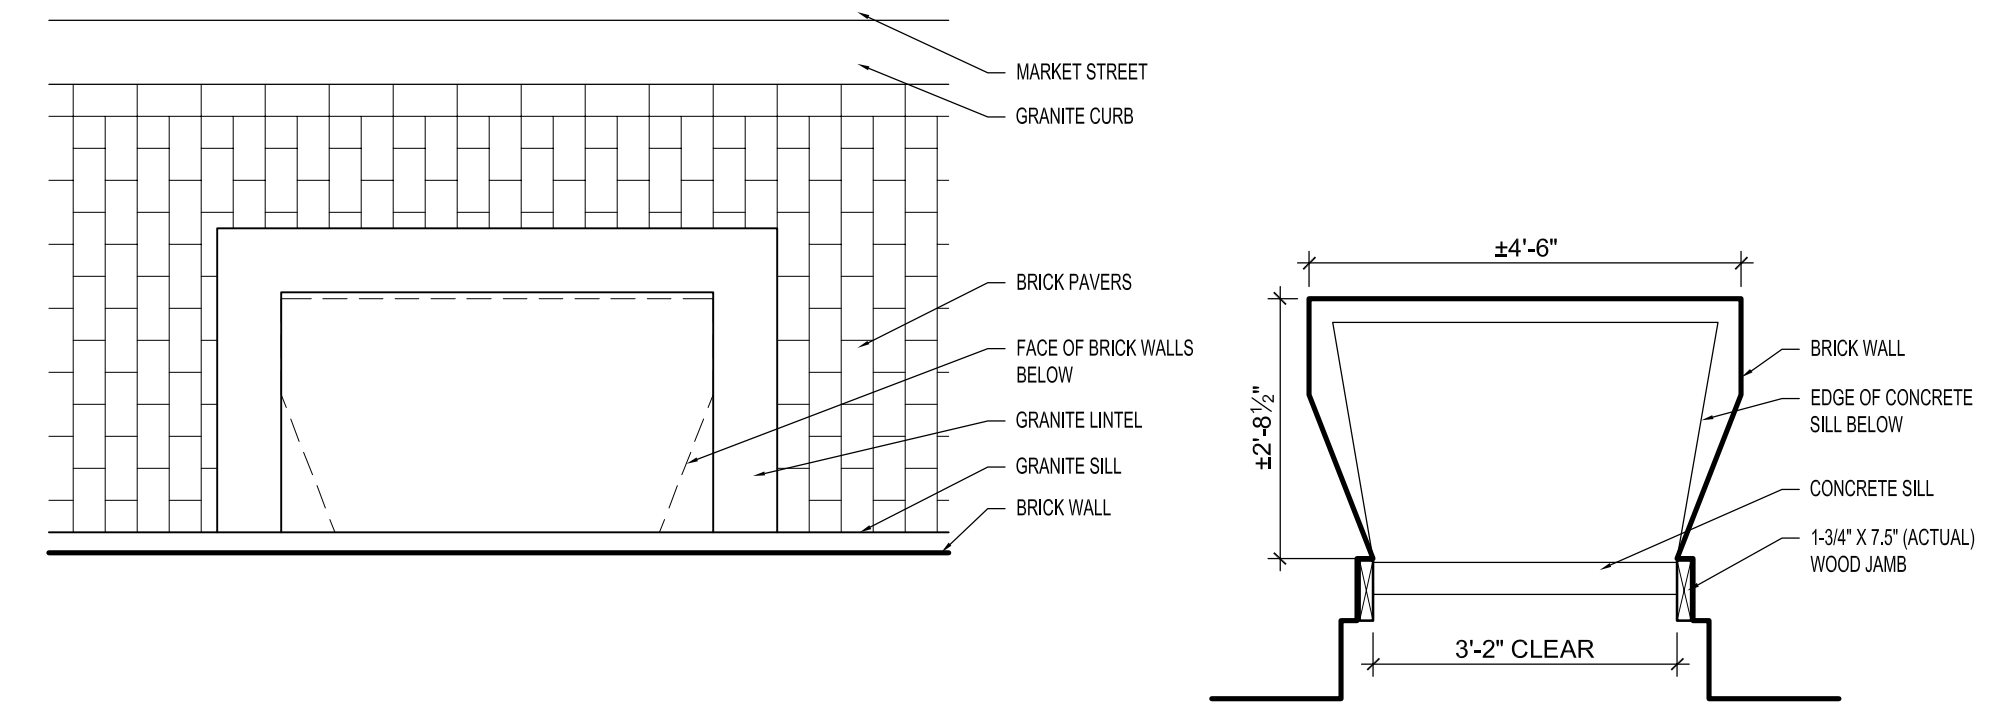 MARKET STREET
GRANITE CURB
BRICK PAVERS
FACE OF BRICK WALLS
BELOW
GRANITE LINTEL
GRANITE SILL
BRICK WALL
±4'-6"
±2'-8½"
BRICK WALL
EDGE OF CONCRETE
SILL BELOW
CONCRETE SILL
1-3/4" X 7.5" (ACTUAL)
WOOD JAMB
3'-2" CLEAR